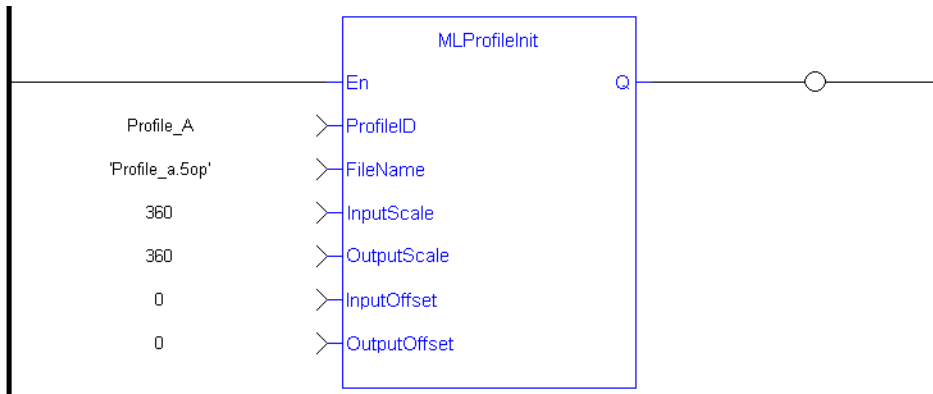 MLProfileInit
En Q
Profile_A ProfileID
'Profile_a.5op' FileName
360 InputScale
360 OutputScale
0 InputOffset
0 OutputOffset